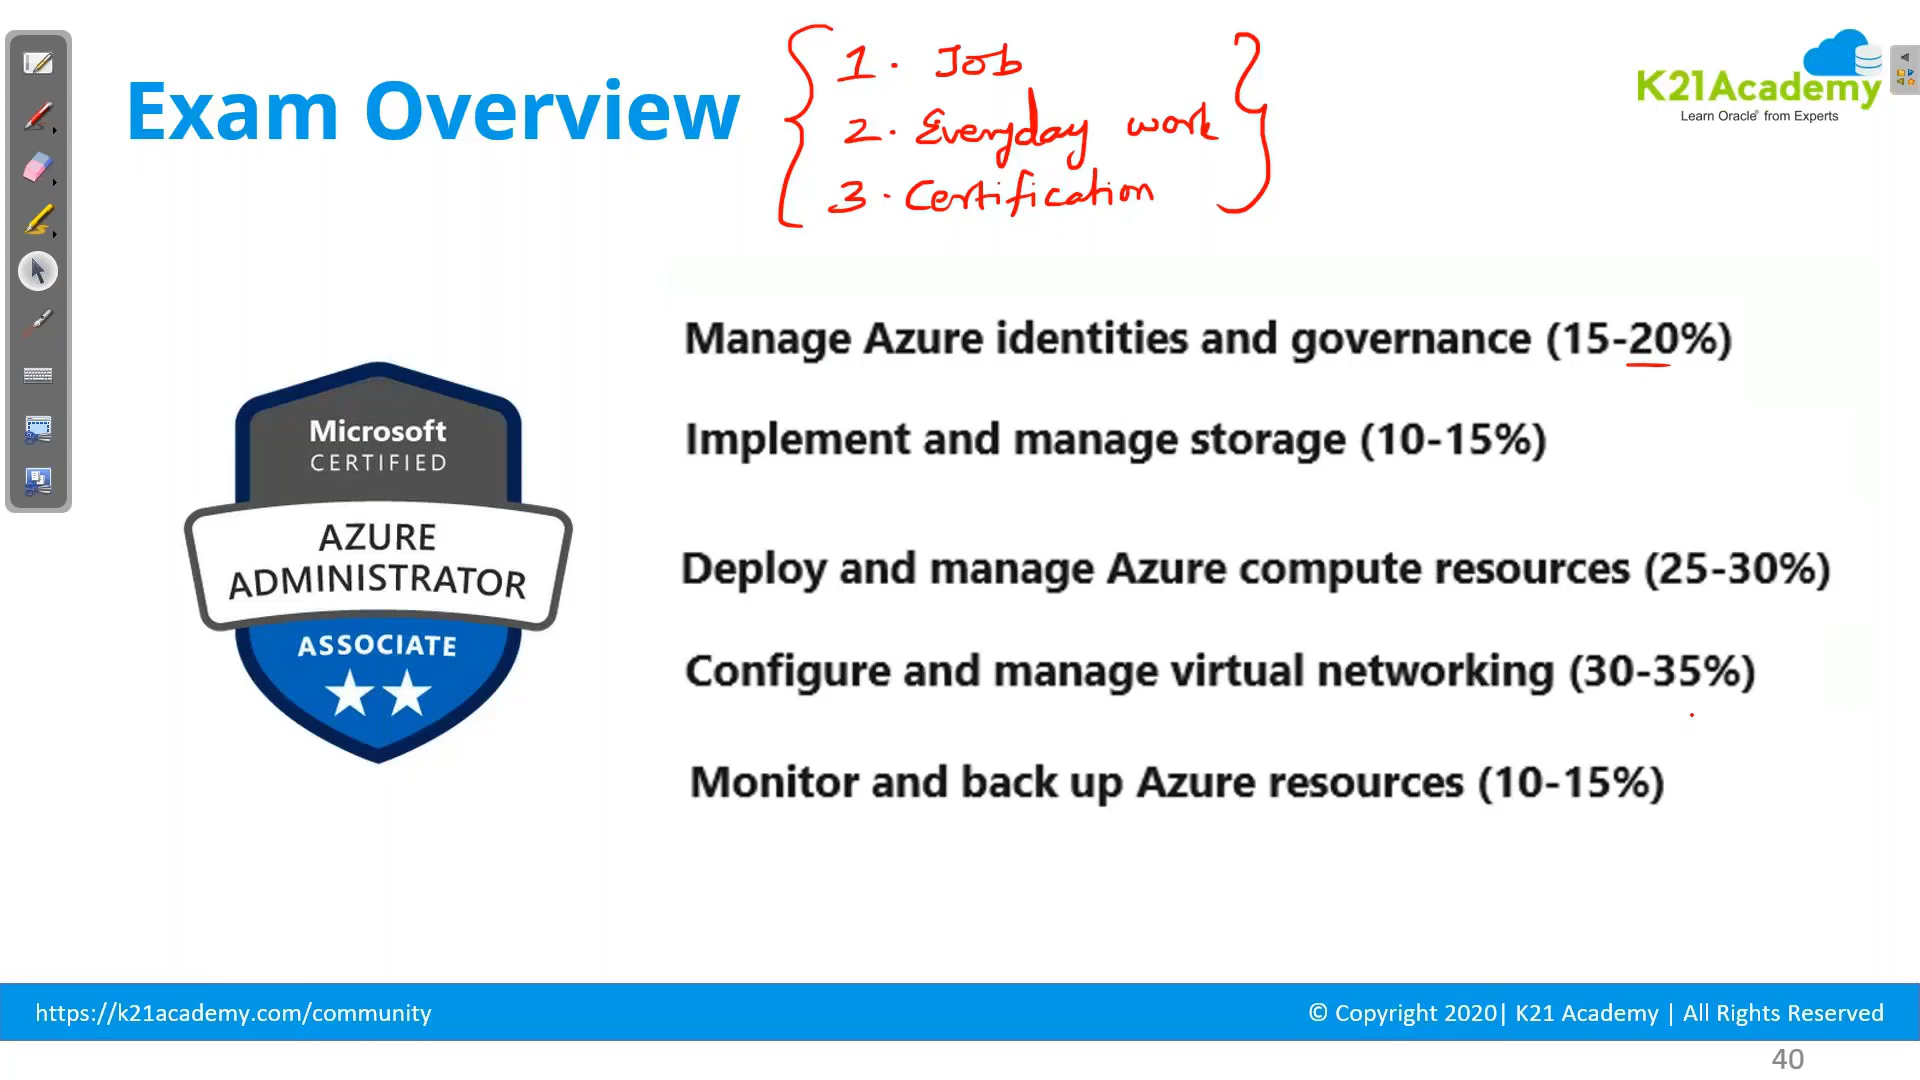 Exam Overview
1. Job
2. Everyday work
3. Certification
K21Academy
Learn Oracle® from Experts
Manage Azure identities and governance (15-20%)
Implement and manage storage (10-15%)
Deploy and manage Azure compute resources (25-30%)
Configure and manage virtual networking (30-35%)
Monitor and back up Azure resources (10-15%)
Microsoft
CERTIFIED
AZURE
ADMINISTRATOR
ASSOCIATE
https://k21academy.com/community
© Copyright 2020| K21 Academy | All Rights Reserved
40